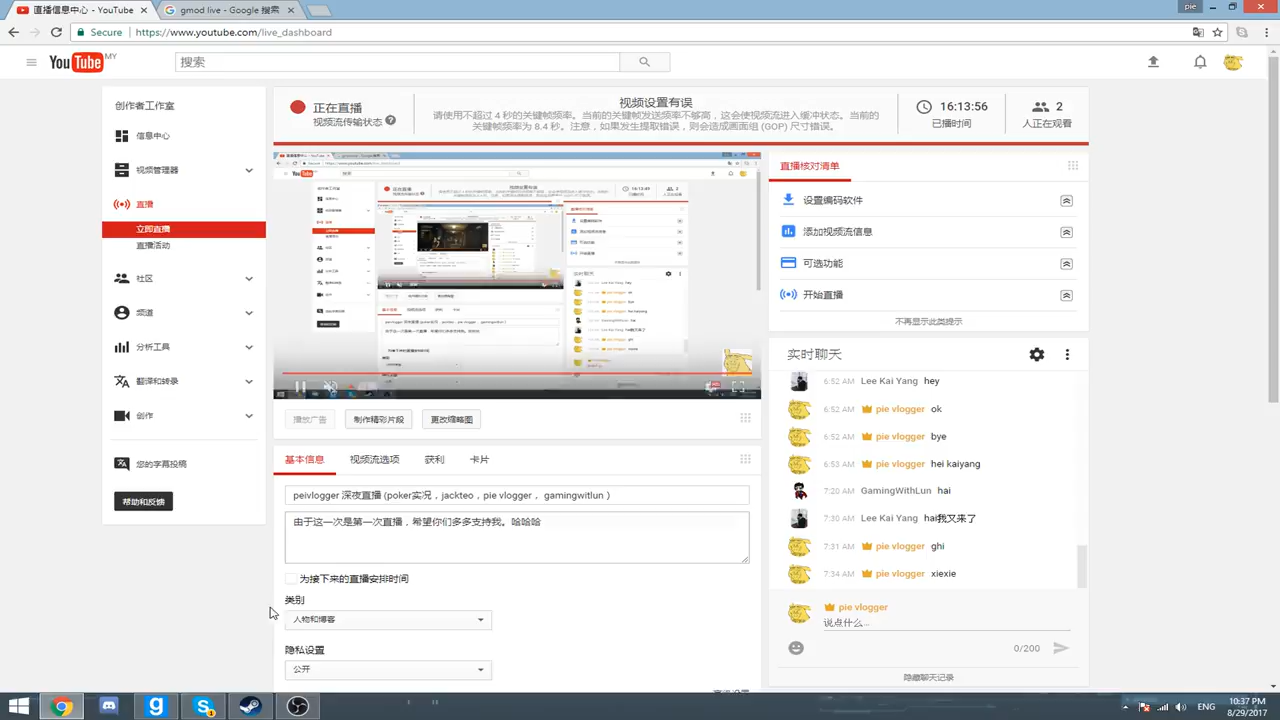 直播信息中心 - YouTube
gmod live - Google 搜索
pie
Secure
https://www.youtube.com/live_dashboard
YouTube MY
搜索
创作者工作室
信息中心
视频管理器
直播
立即直播
直播活动
社区
频道
分析工具
翻译和转录
创作
您的字幕投稿
帮助和反馈
正在直播
视频流传输状态
视频设置有误
请使用不超过 4 秒的关键帧频率。当前的关键帧发送频率不够高，这会使视频流进入缓冲状态。当前的
关键帧频率为 8.4 秒。注意，如果发生提取错误，则会造成画面组 (GOP) 尺寸错误。
16:13:56
已播时间
2
人正在观看
播放广告
制作精彩片段
更改缩略图
基本信息
视频流选项
获利
卡片
peivlogger 深夜直播 (poker实况，jackteo，pie vlogger， gamingwitlun )
由于这一次是第一次直播，希望你们多多支持我。哈哈哈
为接下来的直播安排时间
类别
人物和博客
隐私设置
公开
高级设置
直播核对清单
设置编码软件
添加视频流信息
可选功能
开始直播
不再显示此类提示
实时聊天
6:52 AM Lee Kai Yang hey
6:52 AM pie vlogger ok
6:52 AM pie vlogger bye
6:53 AM pie vlogger hei kaiyang
7:20 AM GamingWithLun hai
7:30 AM Lee Kai Yang hai我又来了
7:31 AM pie vlogger ghi
7:34 AM pie vlogger xiexie
pie vlogger
说点什么...
0/200
隐藏聊天记录
ENG
10:37 PM
8/29/2017